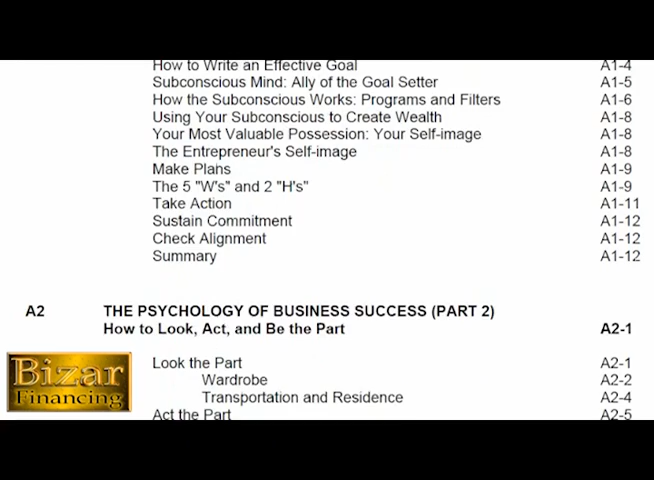 How to Write an Effective Goal A1-4
Subconscious Mind: Ally of the Goal Setter A1-5
How the Subconscious Works: Programs and Filters A1-6
Using Your Subconscious to Create Wealth A1-8
Your Most Valuable Possession: Your Self-image A1-8
The Entrepreneur's Self-image A1-8
Make Plans A1-9
The 5 "W's" and 2 "H's" A1-9
Take Action A1-11
Sustain Commitment A1-12
Check Alignment A1-12
Summary A1-12
A2 THE PSYCHOLOGY OF BUSINESS SUCCESS (PART 2)
How to Look, Act, and Be the Part A2-1
Look the Part A2-1
Wardrobe A2-2
Transportation and Residence A2-4
Act the Part A2-5
Bizar
Financing